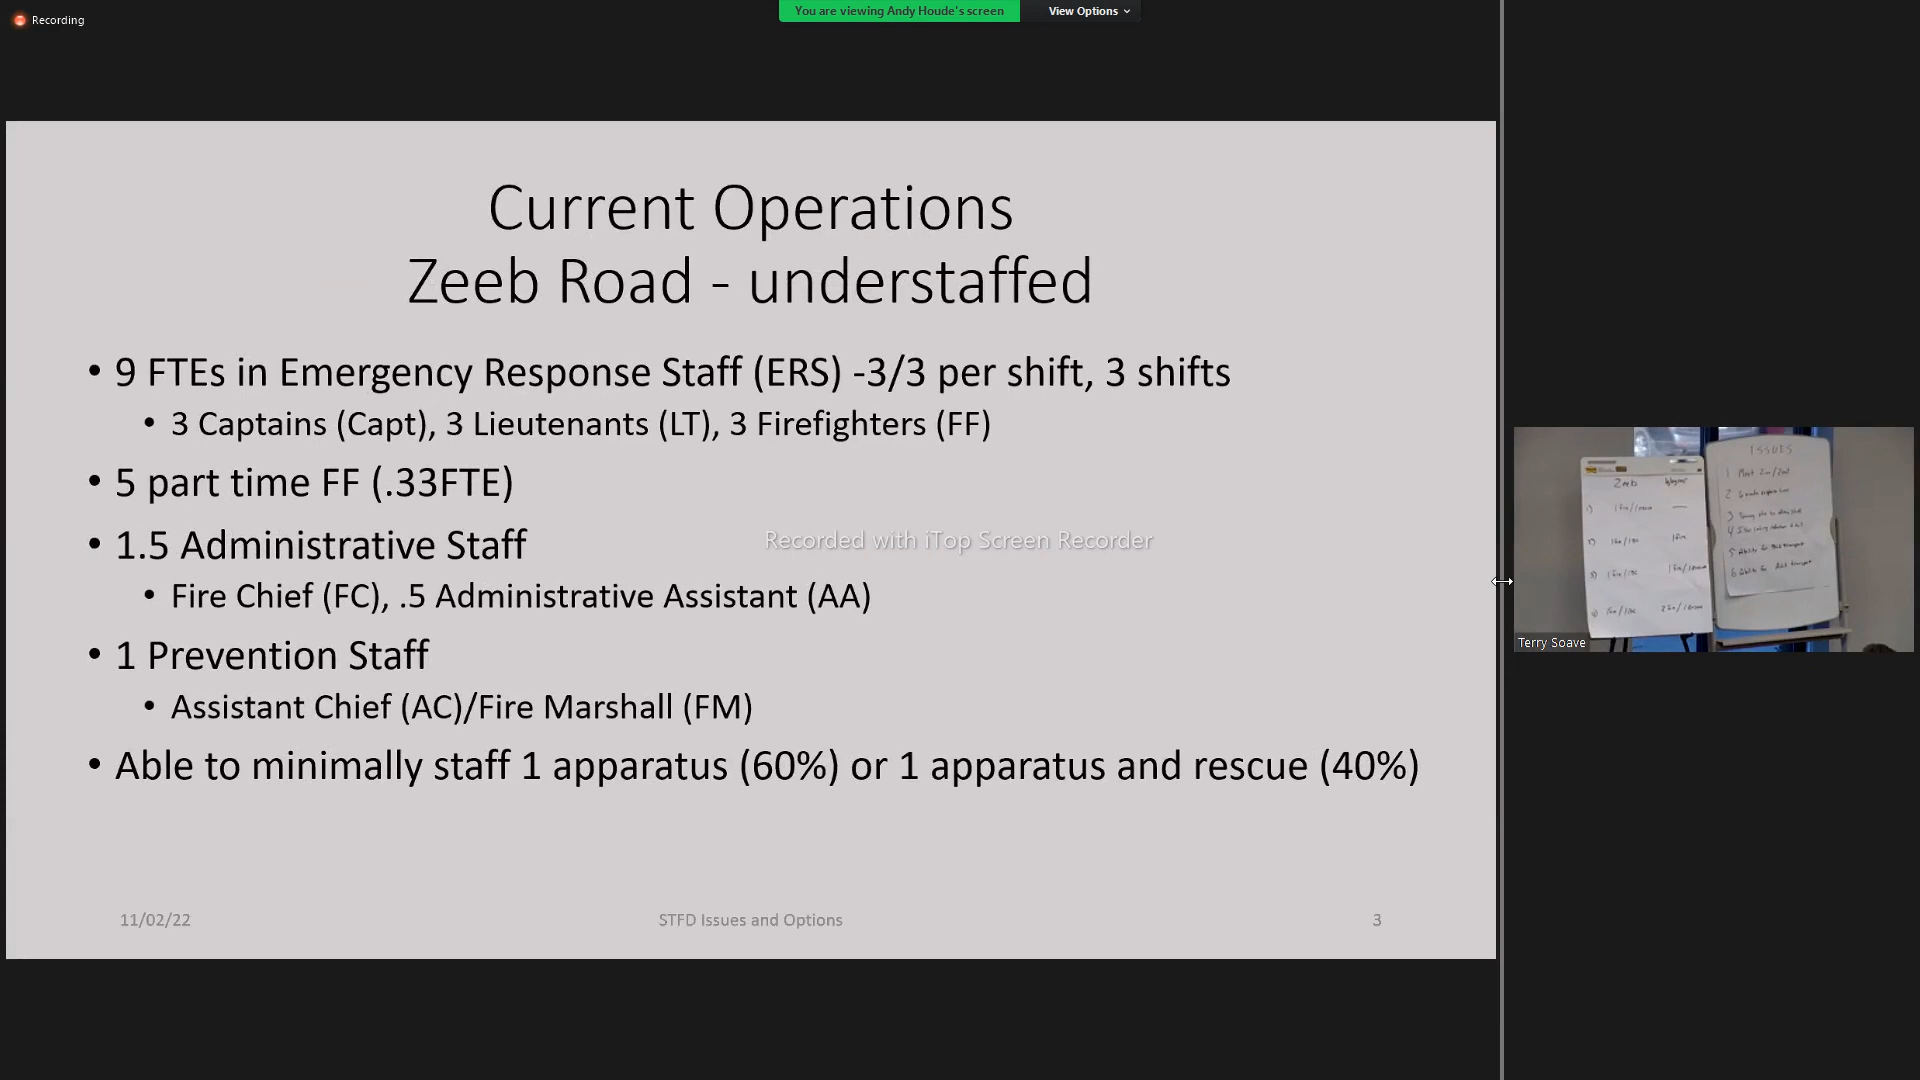 Recording
You are viewing Andy Houde's screen
View Options
Current Operations
Zeeb Road - understaffed
• 9 FTEs in Emergency Response Staff (ERS) -3/3 per shift, 3 shifts
• 3 Captains (Capt), 3 Lieutenants (LT), 3 Firefighters (FF)
• 5 part time FF (.33FTE)
• 1.5 Administrative Staff
• Fire Chief (FC), .5 Administrative Assistant (AA)
• 1 Prevention Staff
• Assistant Chief (AC)/Fire Marshall (FM)
• Able to minimally staff 1 apparatus (60%) or 1 apparatus and rescue (40%)
11/02/22
STFD Issues and Options
3
Recorded with iTop Screen Recorder
Zeeb
ISSUES
Terry Soave